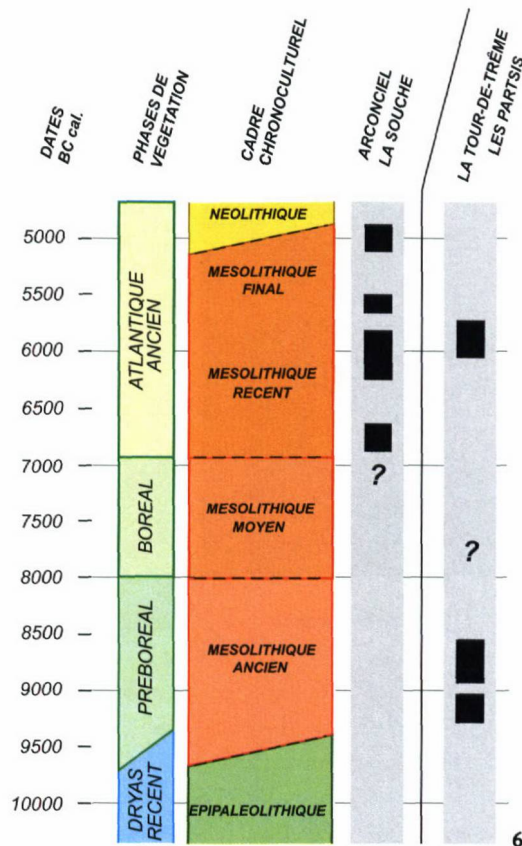 DATES
BC cal.
PHASES DE
VEGETATION
CADRE
CHRONOCULTUREL
ARCONCIEL
LA SOUCHE
LA TOUR-DE-TRÊME
LES PARTSIS
5000
5500
6000
6500
7000
7500
8000
8500
9000
9500
10000
ATLANTIQUE
ANCIEN
BOREAL
PREBOREAL
DRYAS
RECENT
NEOLITHIQUE
MESOLITHIQUE
FINAL
MESOLITHIQUE
RECENT
MESOLITHIQUE
MOYEN
MESOLITHIQUE
ANCIEN
EPIPALEOLITHIQUE
?
?
6